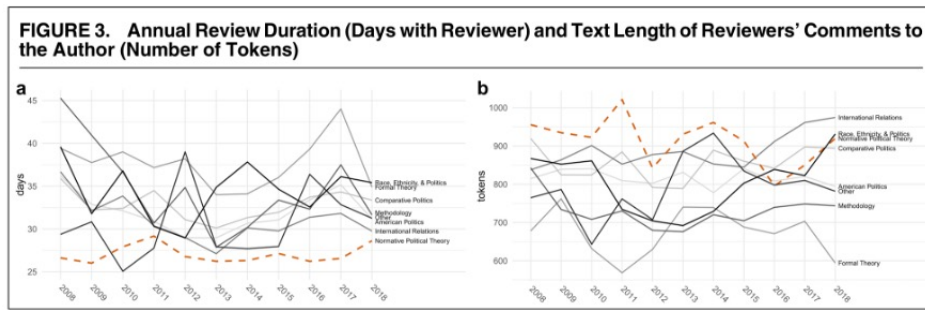 FIGURE 3. Annual Review Duration (Days with Reviewer) and Text Length of Reviewers' Comments to
the Author (Number of Tokens)
a
45
40
35
30
25
days
Race, Ethnicity, & Politics
Formal Theory
Comparative Politics
Methodology
Other
American Politics
International Relations
Normative Political Theory
2008
2009
2010
2011
2012
2013
2014
2015
2016
2017
2018
b
1000
900
800
700
600
tokens
International Relations
Race, Ethnicity, & Politics
Normative Political Theory
Comparative Politics
American Politics
Other
Methodology
Formal Theory
2008
2009
2010
2011
2012
2013
2014
2015
2016
2017
2018